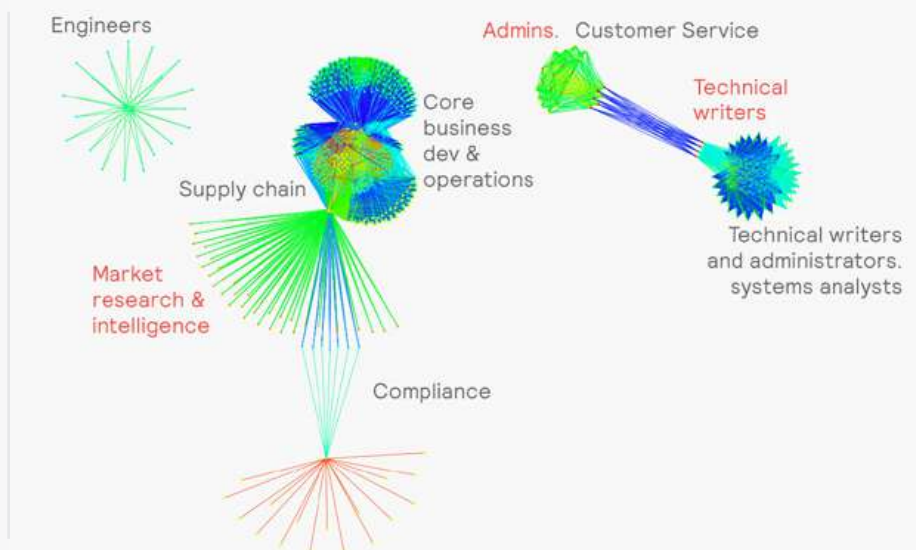 Engineers
Admins. Customer Service
Technical
writers
Core
business
dev &
operations
Supply chain
Technical writers
and administrators.
systems analysts
Market
research &
intelligence
Compliance